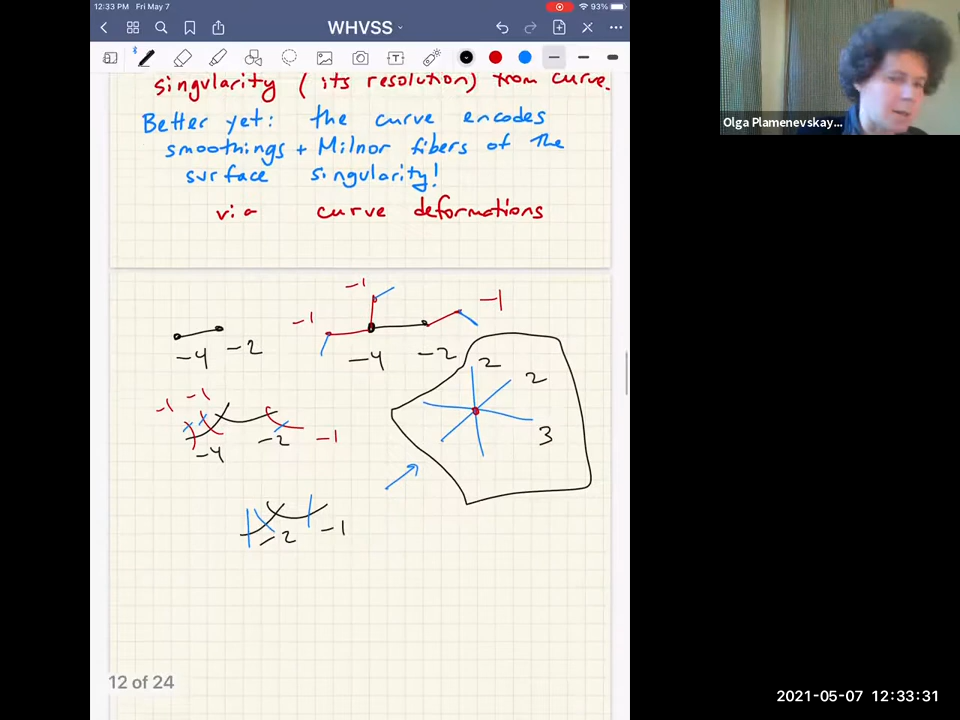 12:33 PM Fri May 7
93%
WHVSS
singularity ( its resolution) from curve.
Better yet: the curve encodes
smoothings + Milnor fibers of the
surface singularity!
via curve deformations
-1
-1
-1
-4 -2
-4 -2
2
2
3
-1 -1
-4
-2
-1
-2 -1
12 of 24
Olga Plamenevskay...
2021-05-07 12:33:31